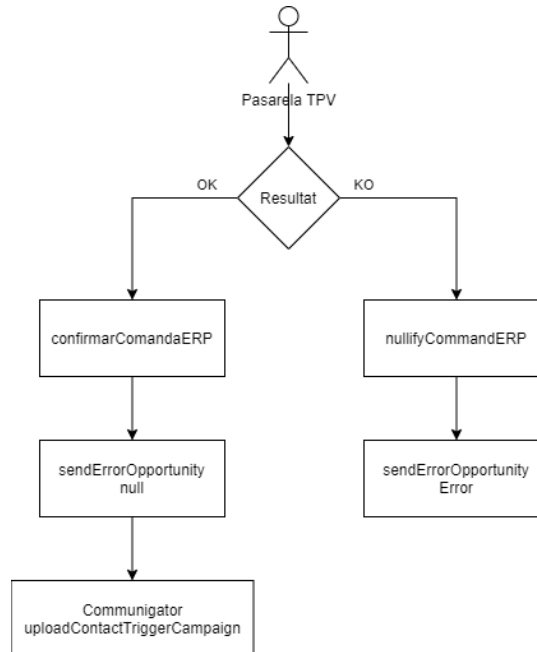 Pasarela TPV
Resultat
OK
KO
confirmarComandaERP
nullifyCommandERP
sendErrorOpportunity
null
sendErrorOpportunity
Error
Communigator
uploadContactTriggerCampaign